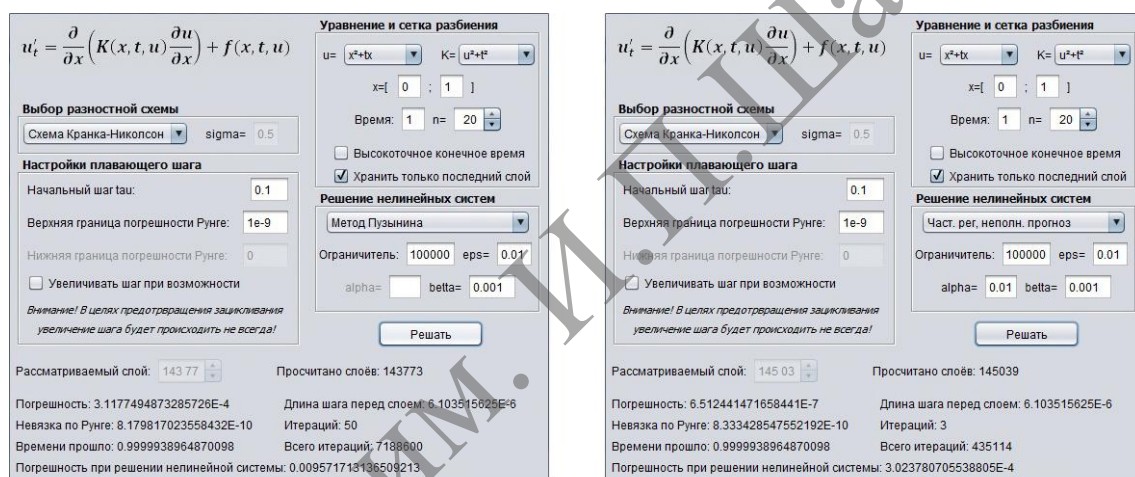 u't = ∂/∂x (K(x, t, u) ∂u/∂x) + f(x, t, u)
Выбор разностной схемы
Схема Кранка-Николсон sigma= 0.5
Настройки плавающего шага
Начальный шаг tau: 0.1
Верхняя граница погрешности Рунге: 1e-9
Нижняя граница погрешности Рунге: 0
Увеличивать шаг при возможности
Внимание! В целях предотрвращения зацикливания
увеличение шага будет происходить не всегда!
Уравнение и сетка разбиения
u= x²+tx K= u²+t²
x=[ 0 ; 1 ]
Время: 1 n= 20
Высокоточное конечное время
Хранить только последний слой
Решение нелинейных систем
Метод Пузынина
Ограничитель: 100000 eps= 0.01
alpha= betta= 0.001
Решать
Рассматриваемый слой: 143 77 Просчитано слоёв: 143773
Погрешность: 3.1177494873285726E-4 Длина шага перед слоем: 6.103515625E-6
Невязка по Рунге: 8.179817023558432E-10 Итераций: 50
Времени прошло: 0.9999938964870098 Всего итераций: 7188600
Погрешность при решении нелинейной системы: 0.009571713136509213
u't = ∂/∂x (K(x, t, u) ∂u/∂x) + f(x, t, u)
Выбор разностной схемы
Схема Кранка-Николсон sigma= 0.5
Настройки плавающего шага
Начальный шаг tau: 0.1
Верхняя граница погрешности Рунге: 1e-9
Нижняя граница погрешности Рунге: 0
Увеличивать шаг при возможности
Внимание! В целях предотрвращения зацикливания
увеличение шага будет происходить не всегда!
Уравнение и сетка разбиения
u= x²+tx K= u²+t²
x=[ 0 ; 1 ]
Время: 1 n= 20
Высокоточное конечное время
Хранить только последний слой
Решение нелинейных систем
Част. рег, неполн. прогноз
Ограничитель: 100000 eps= 0.01
alpha= 0.01 betta= 0.001
Решать
Рассматриваемый слой: 145 03 Просчитано слоёв: 145039
Погрешность: 6.512441471658441E-7 Длина шага перед слоем: 6.103515625E-6
Невязка по Рунге: 8.333428547552192E-10 Итераций: 3
Времени прошло: 0.9999938964870098 Всего итераций: 435114
Погрешность при решении нелинейной системы: 3.023780705538805E-4
им. И.П.Ша